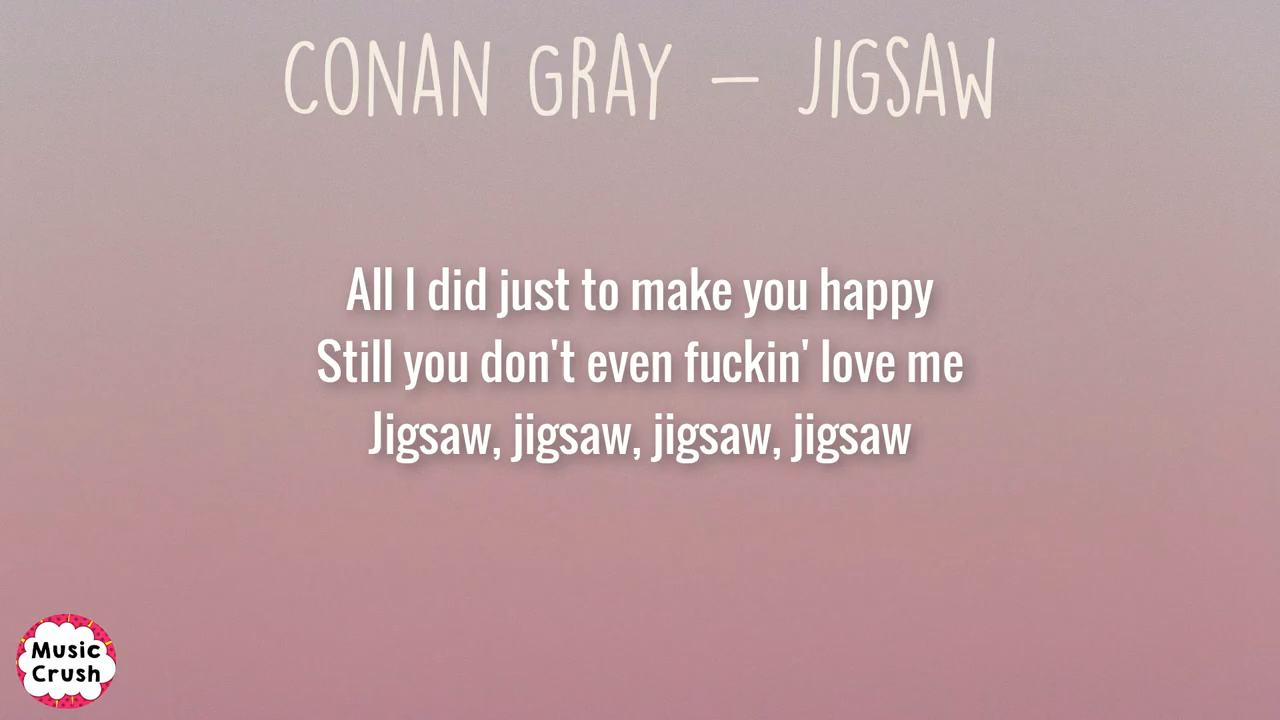 CONAN GRAY – JIGSAW
All I did just to make you happy
Still you don't even fuckin' love me
Jigsaw, jigsaw, jigsaw, jigsaw
Music
Crush